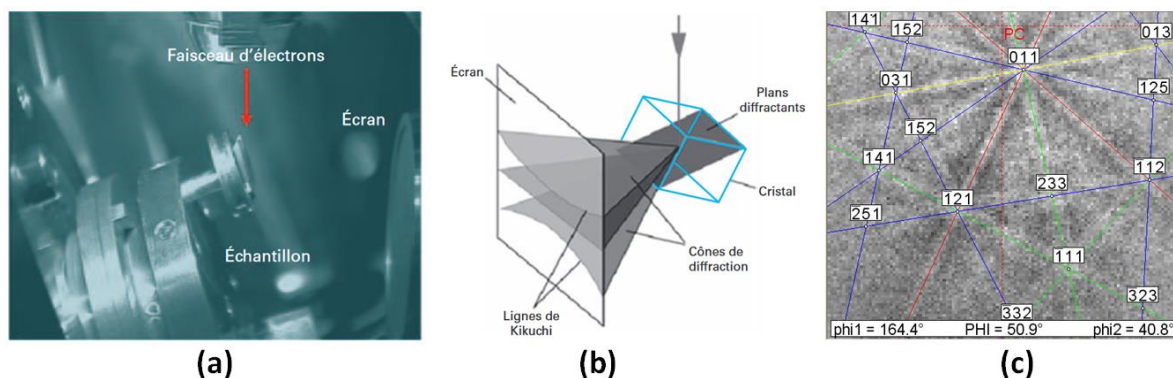 Faisceau d'électrons
Écran
Échantillon
(a)
Écran
Plans
diffractants
Cristal
Cônes de
diffraction
Lignes de
Kikuchi
(b)
141
152
PC
013
011
031
125
152
141
112
233
121
251
111
323
332
phi1 = 164.4° PHI = 50.9° phi2 = 40.8°
(c)